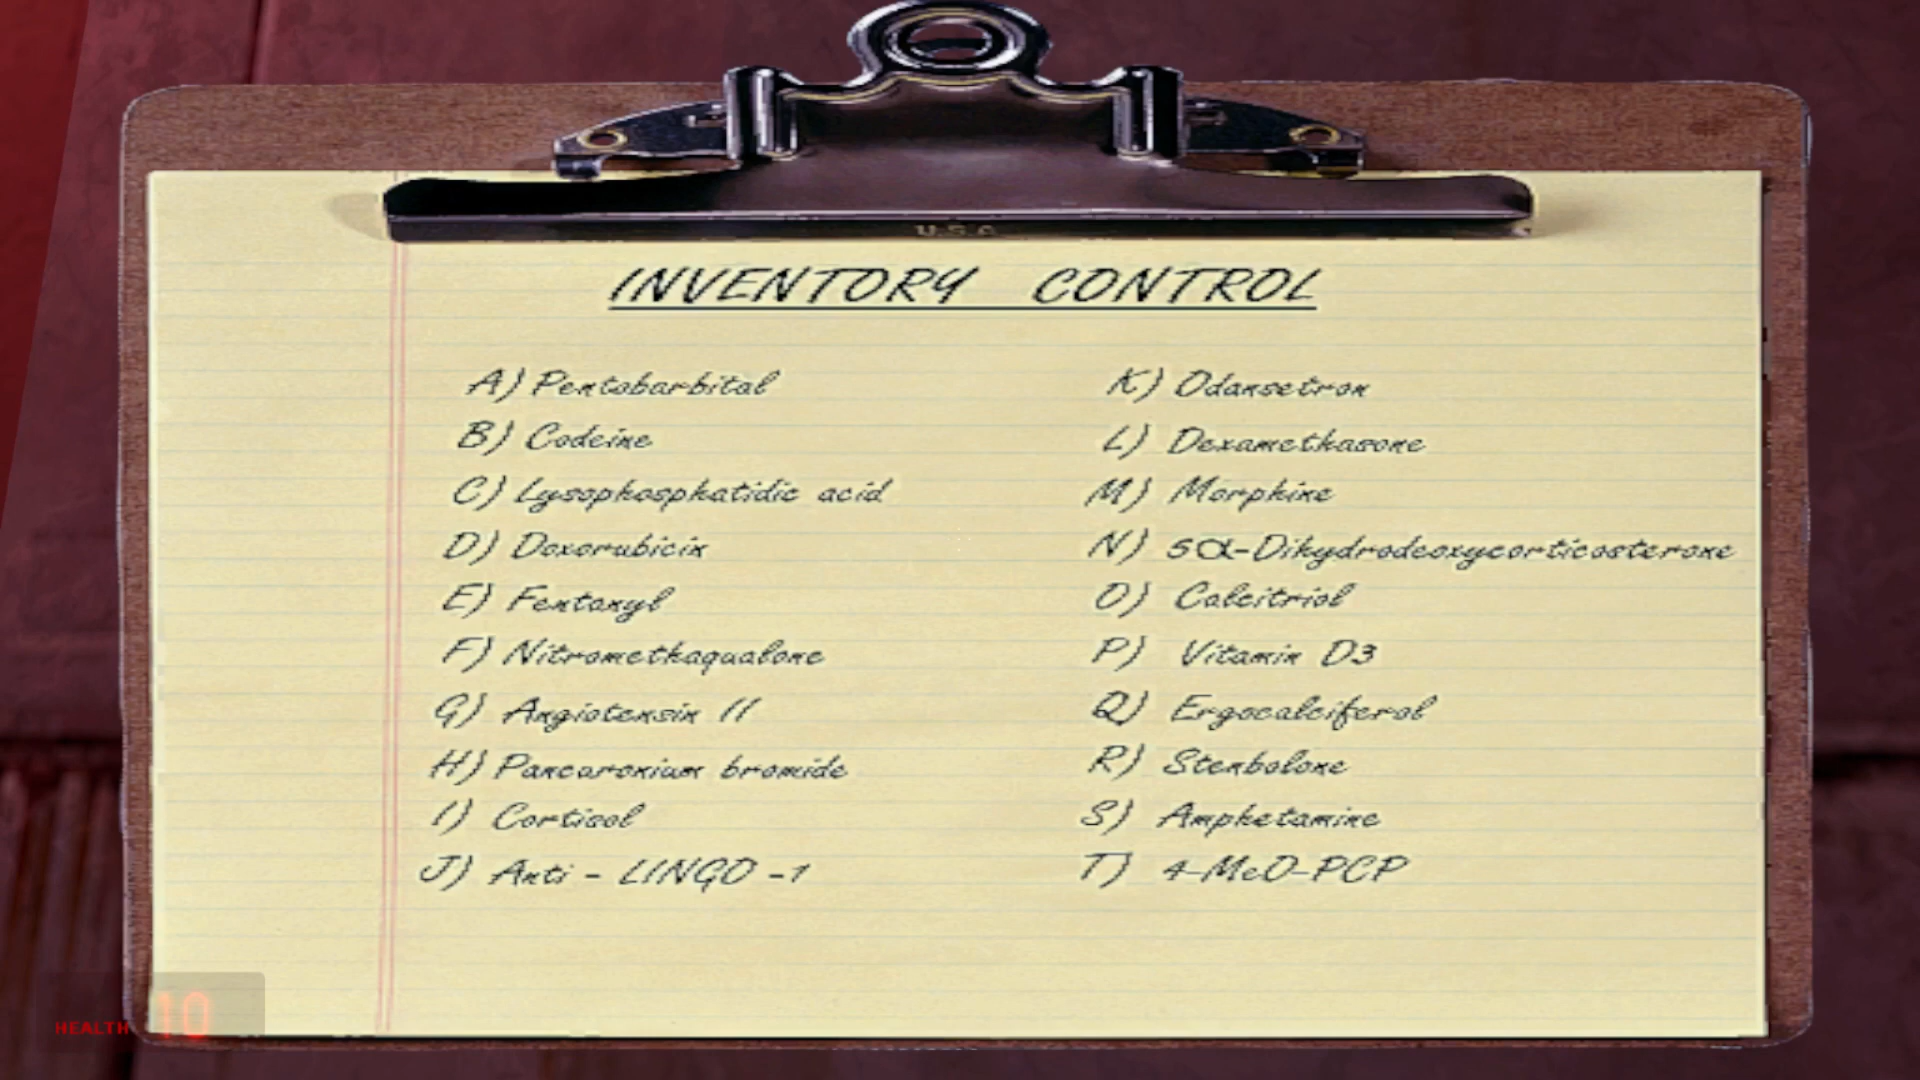 U.S.A
INVENTORY CONTROL
A) Pentobarbital
B) Codeine
C) Lysophosphatidic acid
D) Doxorubicin
E) Fentanyl
F) Nitromethaqualone
G) Angiotensin II
H) Pancuronium bromide
I) Cortisol
J) Anti - LINGO -1
K) Odansetron
L) Dexamethasone
M) Morphine
N) 5α-Dihydrodeoxycorticosterone
O) Calcitriol
P) Vitamin D3
Q) Ergocalciferol
R) Stenbolone
S) Amphetamine
T) 4-MeO-PCP
HEALTH 10